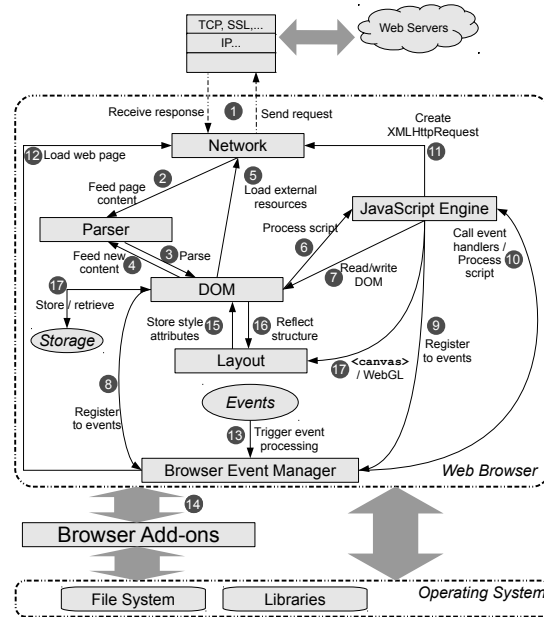 TCP, SSL,...
IP...
Web Servers
Receive response
1
Send request
Create
XMLHttpRequest
12
Load web page
Network
11
2
5
Feed page
content
Load external
resources
JavaScript Engine
Parser
Process script
Call event
handlers /
Process
script
10
6
3
Parse
Feed new
content
4
7
Read/write
DOM
17
DOM
Store / retrieve
9
Store style
attributes
15
16
Reflect
structure
Register
to events
Storage
Layout
17
<canvas>
/ WebGL
8
Register
to events
Events
13
Trigger event
processing
Browser Event Manager
Web Browser
14
Browser Add-ons
Operating System
File System
Libraries